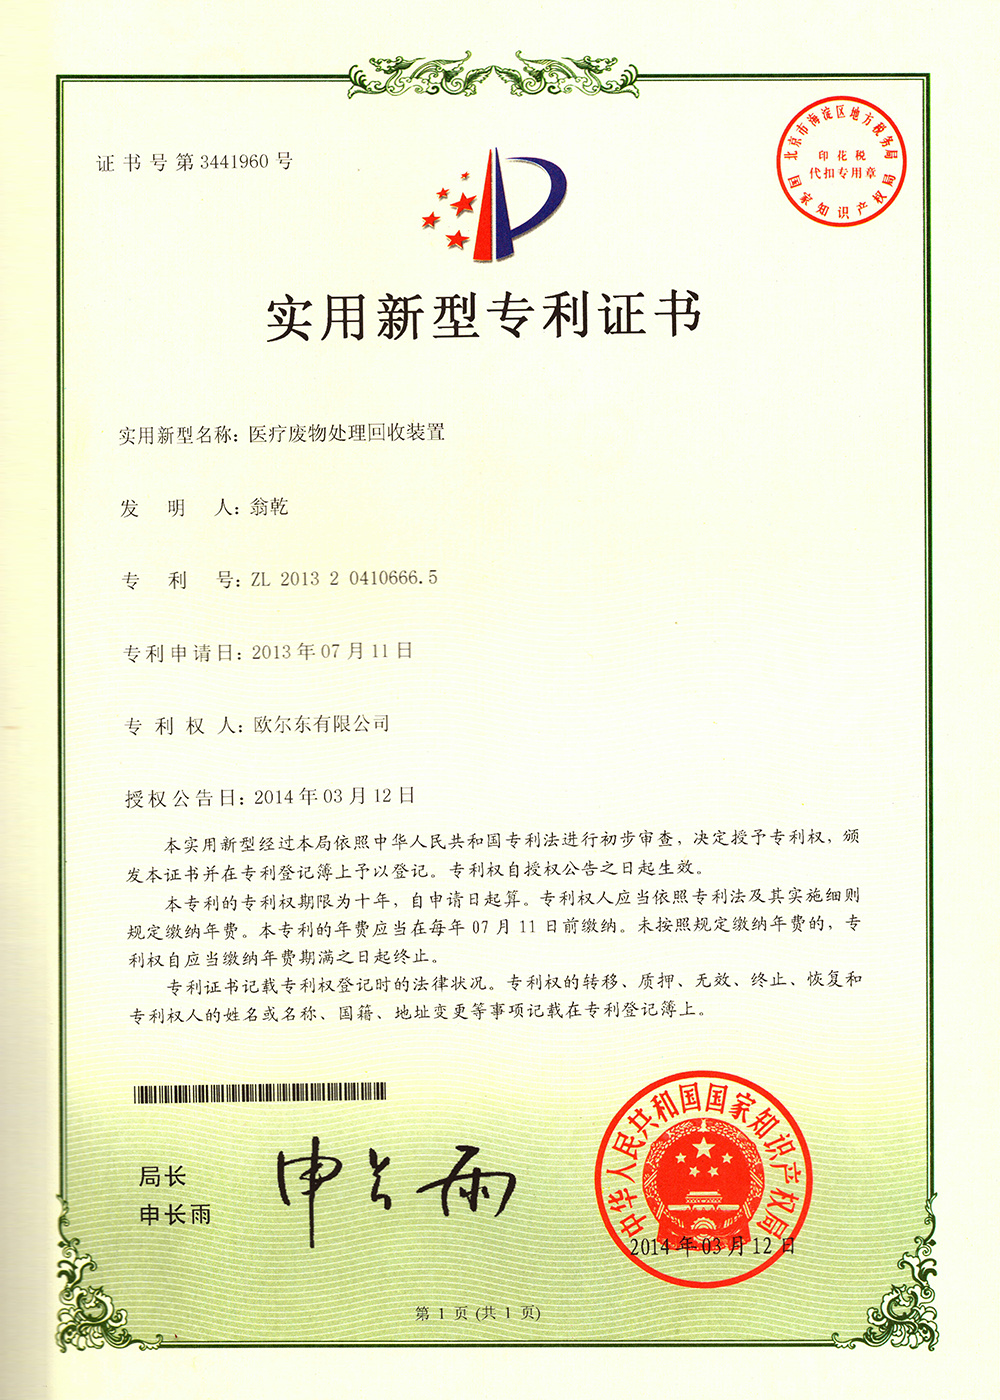 证书号第3441960号
北京市海淀区地方税务局
印花税
代扣专用章
国家知识产权局
实用新型专利证书
实用新型名称：医疗废物处理回收装置
发明人：翁乾
专利号：ZL 2013 2 0410666.5
专利申请日：2013年07月11日
专利权人：欧尔东有限公司
授权公告日：2014年03月12日
本实用新型经过本局依照中华人民共和国专利法进行初步审查，决定授予专利权，颁
发本证书并在专利登记簿上予以登记。专利权自授权公告之日起生效。
本专利的专利权期限为十年，自申请日起算。专利权人应当依照专利法及其实施细则
规定缴纳年费。本专利的年费应当在每年07月11日前缴纳。未按照规定缴纳年费的，专
利权自应当缴纳年费期满之日起终止。
专利证书记载专利权登记时的法律状况。专利权的转移、质押、无效、终止、恢复和
专利权人的姓名或名称、国籍、地址变更等事项记载在专利登记簿上。
局长
申长雨
申长雨
中华人民共和国国家知识产权局
2014年03月12日
第1页(共1页)